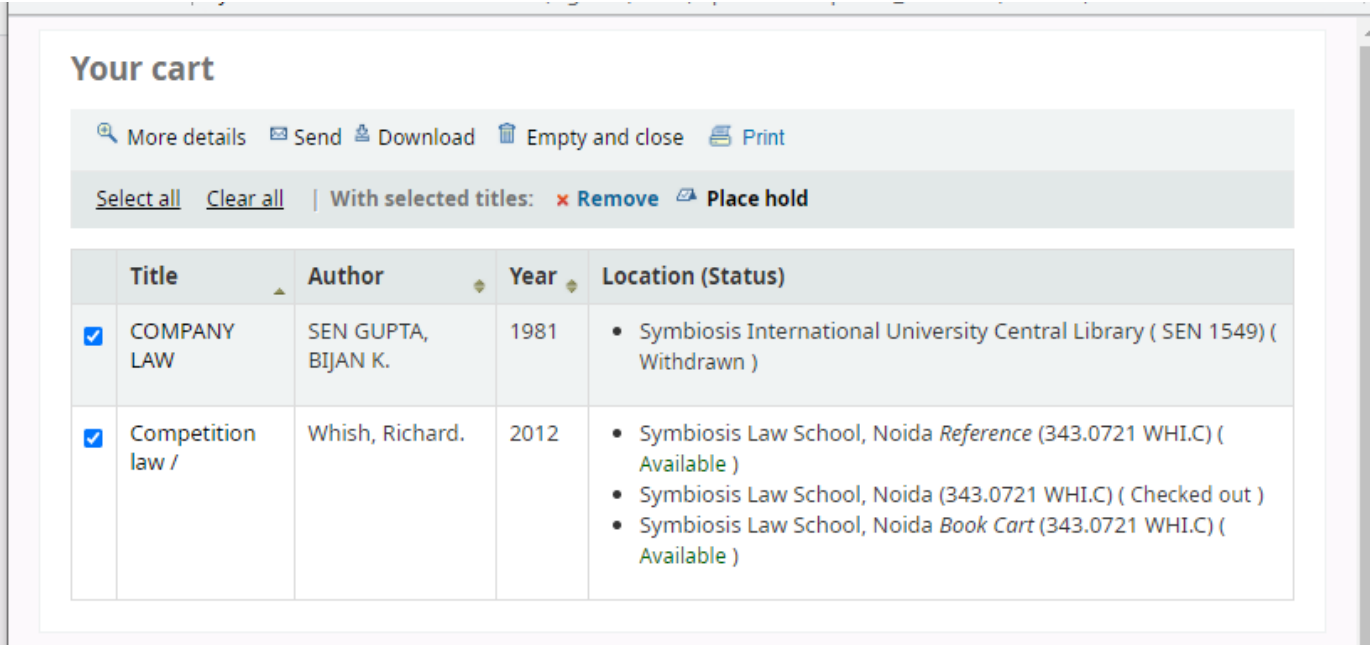 Your cart
More details Send Download Empty and close Print
Select all Clear all | With selected titles: x Remove Place hold
Title Author Year Location (Status)
COMPANY LAW SEN GUPTA, BIJAN K. 1981 • Symbiosis International University Central Library ( SEN 1549) ( Withdrawn )
Competition law / Whish, Richard. 2012 • Symbiosis Law School, Noida Reference (343.0721 WHI.C) ( Available )
• Symbiosis Law School, Noida (343.0721 WHI.C) ( Checked out )
• Symbiosis Law School, Noida Book Cart (343.0721 WHI.C) ( Available )